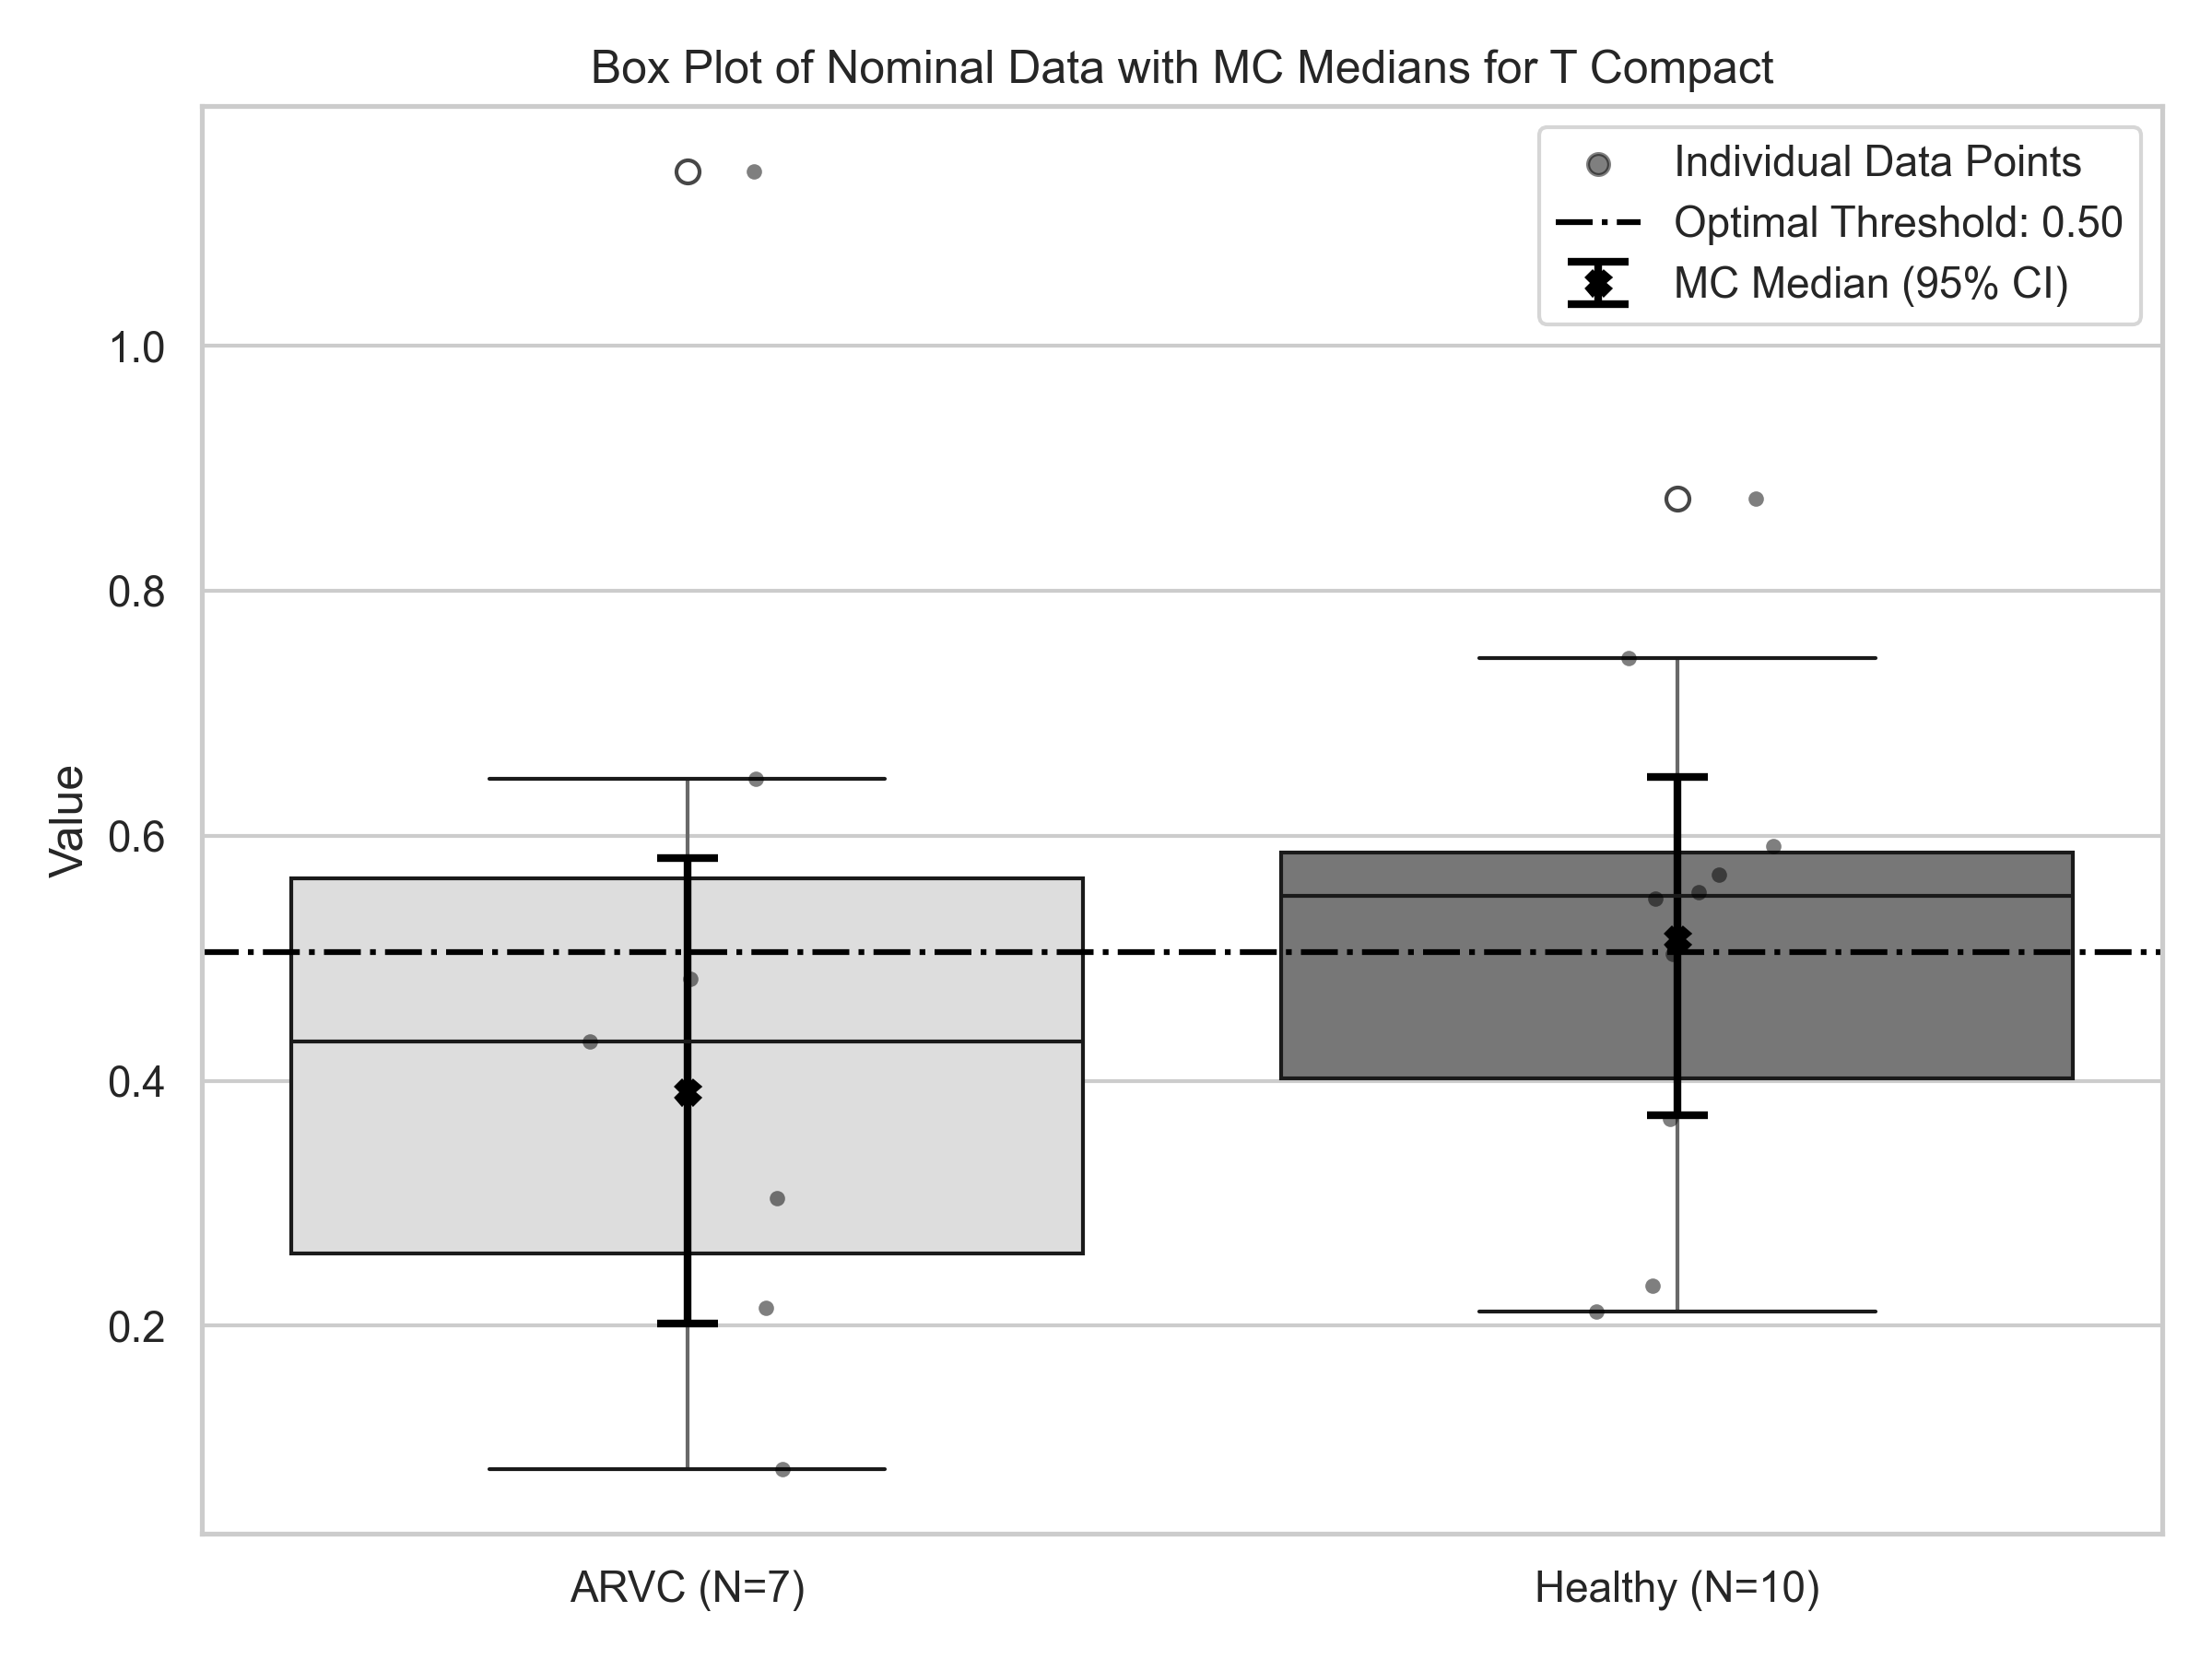 Box Plot of Nominal Data with MC Medians for T Compact
Individual Data Points
Optimal Threshold: 0.50
MC Median (95% CI)
1.0
0.8
0.6
0.4
0.2
Value
ARVC (N=7)
Healthy (N=10)